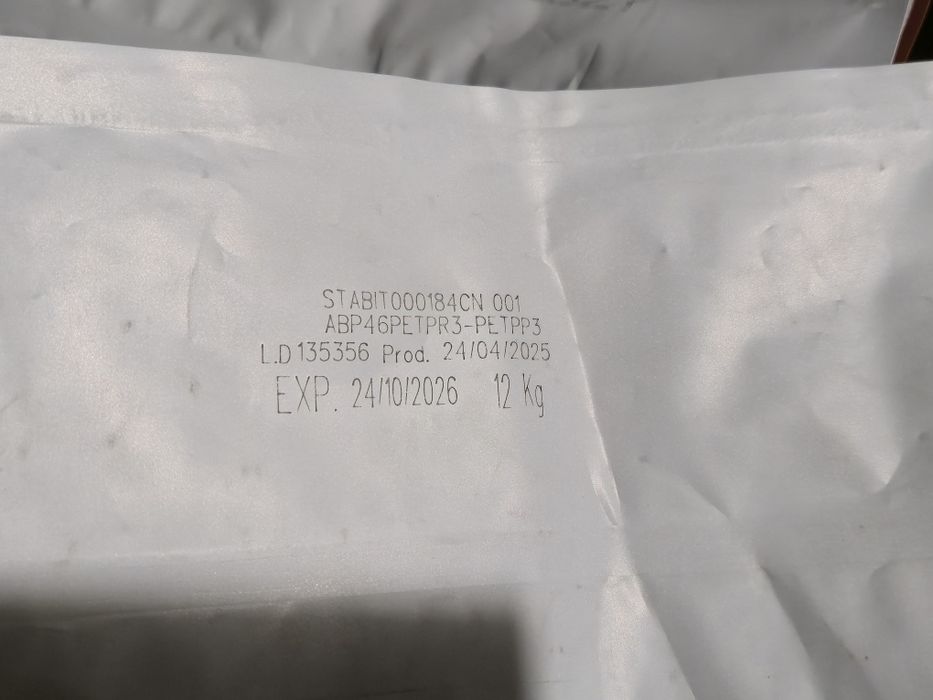 STABIT000184CN 001
ABP46PETPR3-PETPP3
L.D 135356 Prod. 24/04/2025
EXP. 24/10/2026 12 Kg